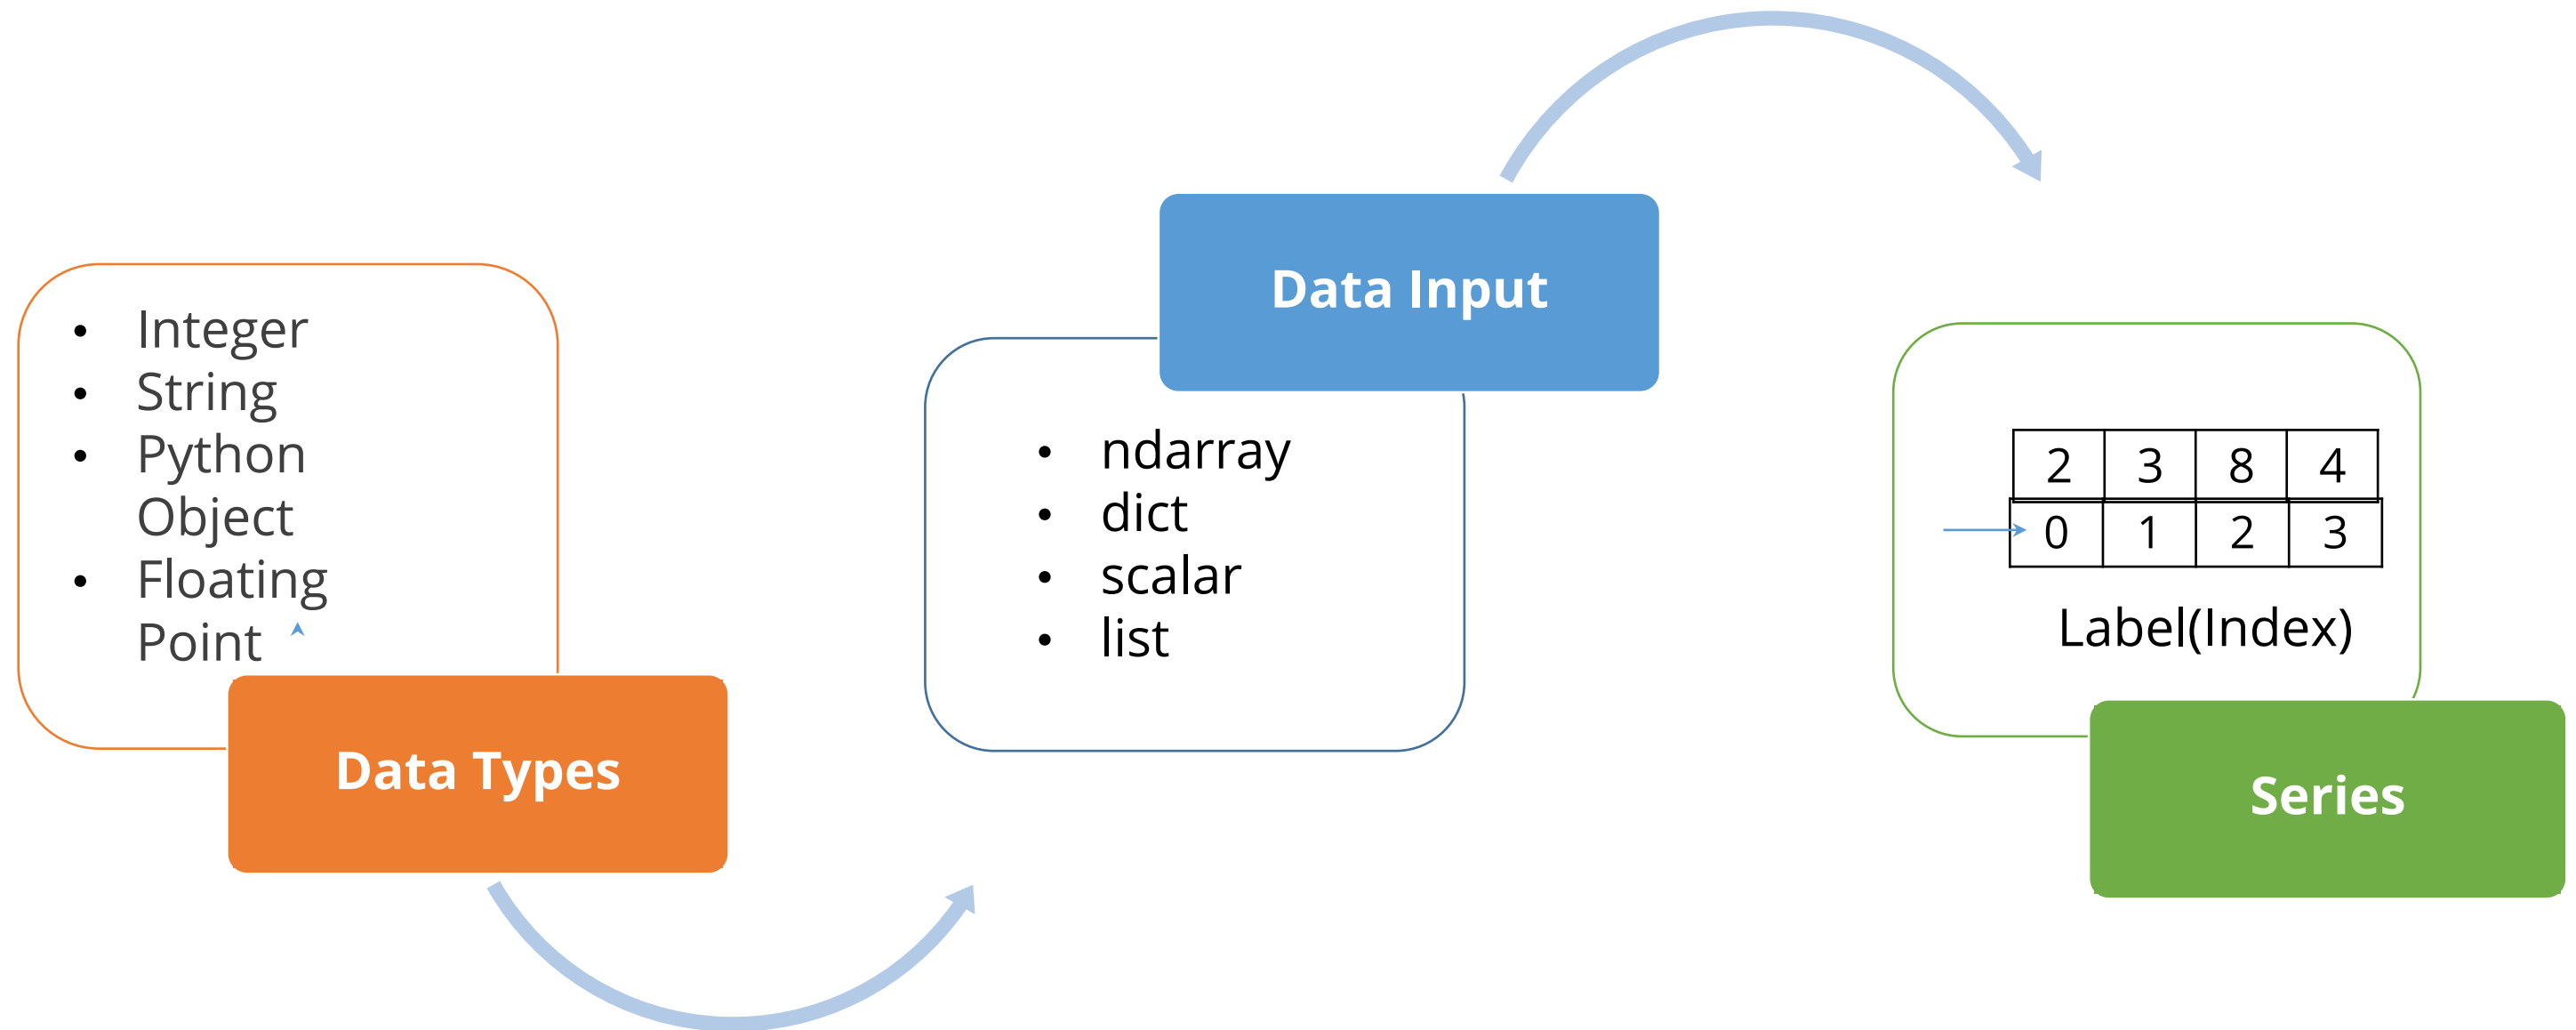 • Integer
• String
• Python
Object
• Floating
Point
Data Types
Data Input
• ndarray
• dict
• scalar
• list
2 3 8 4
0 1 2 3
Label(Index)
Series